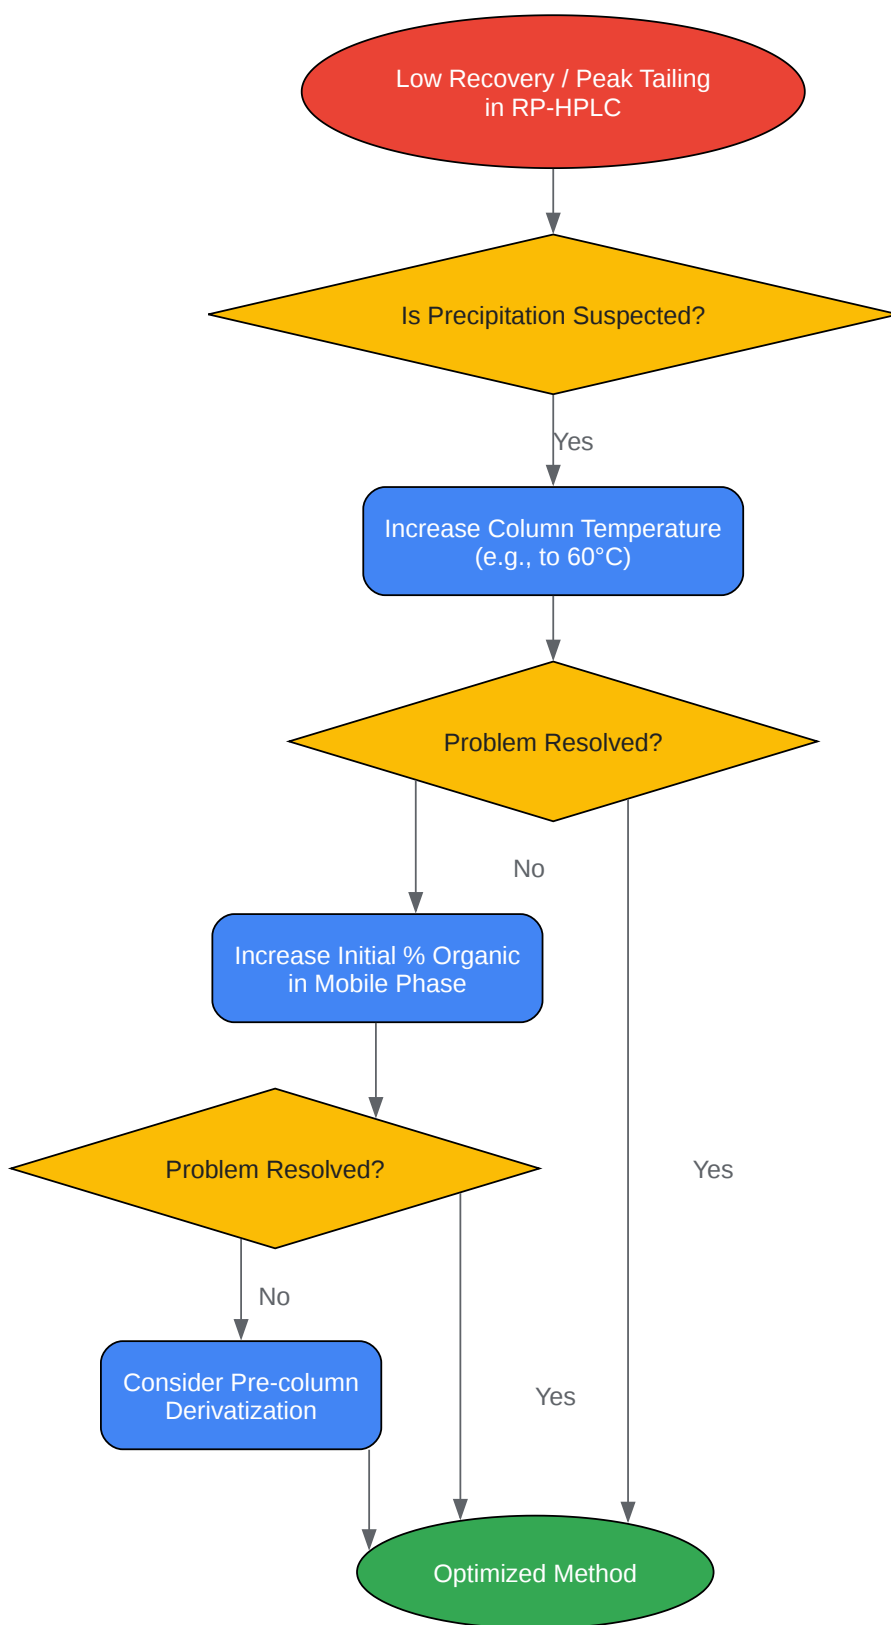 Low Recovery / Peak Tailing
in RP-HPLC
Is Precipitation Suspected?
Yes
Increase Column Temperature
(e.g., to 60°C)
Problem Resolved?
No
Increase Initial % Organic
in Mobile Phase
Problem Resolved?
Yes
No
Consider Pre-column
Derivatization
Yes
Optimized Method